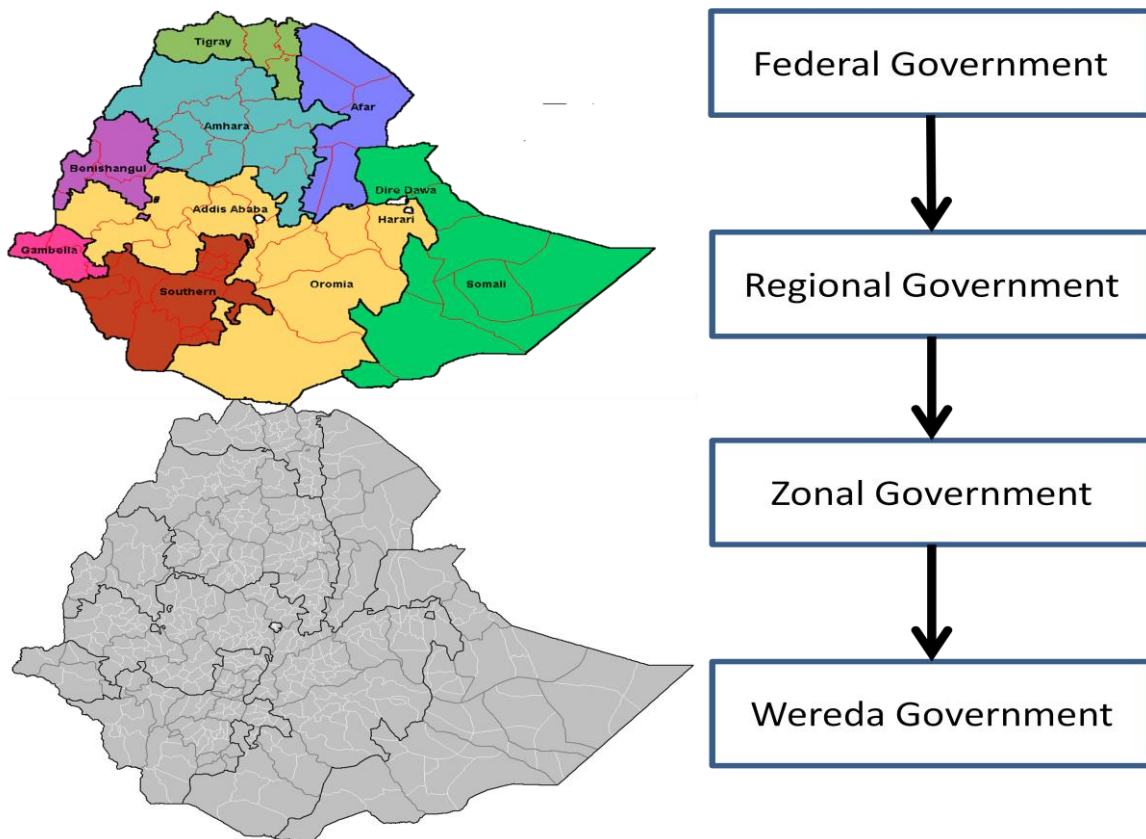 Tigray
Afar
Amhara
Benishangul
Dire Dawa
Addis Ababa
Harari
Gambella
Southern
Oromia
Somali
Federal Government
Regional Government
Zonal Government
Wereda Government